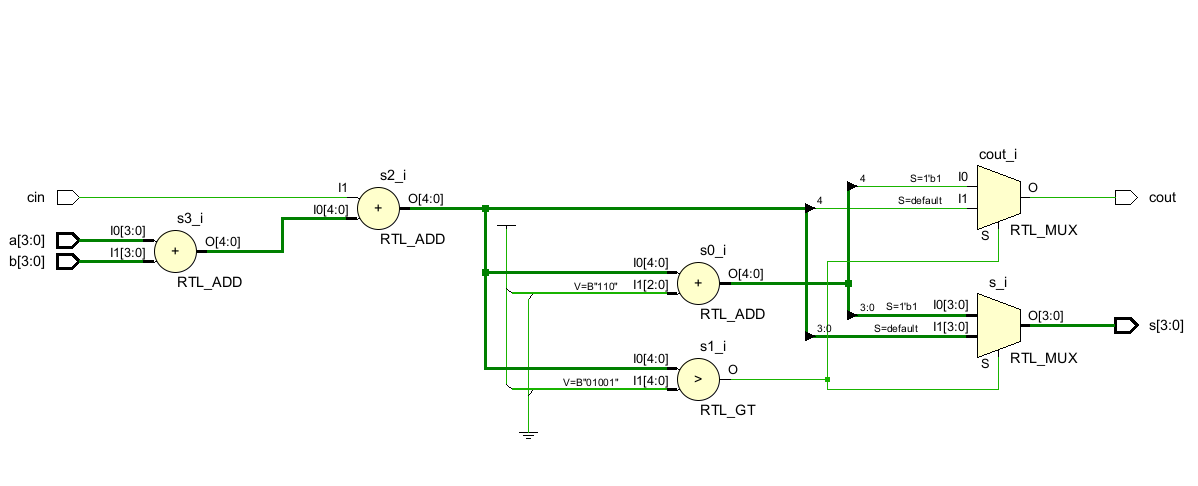 cout_i
4
S=1'b1
I0
O
cout
S=default
I1
4
S
RTL_MUX
cin
I1
s2_i
I0[4:0]
+
O[4:0]
RTL_ADD
s3_i
a[3:0]
I0[3:0]
b[3:0]
I1[3:0]
+
O[4:0]
RTL_ADD
s0_i
I0[4:0]
V=B"110"
I1[2:0]
+
O[4:0]
RTL_ADD
s_i
3:0
S=1'b1
I0[3:0]
O[3:0]
s[3:0]
3:0
S=default
I1[3:0]
S
RTL_MUX
s1_i
I0[4:0]
V=B"01001"
I1[4:0]
>
O
RTL_GT